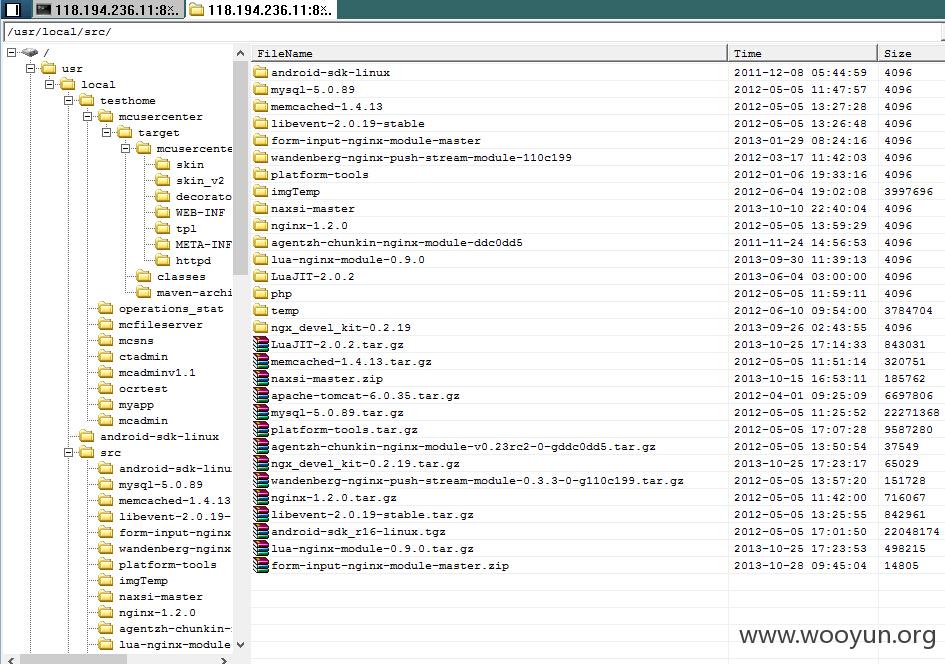 118.194.236.11:8
118.194.236.11:8
/usr/local/src/
/
usr
local
testhome
mcusercenter
target
mcusercente
skin
skin_v2
decorato
WEB-INF
tpl
META-INF
httpd
classes
maven-archi
operations_stat
mcfileserver
mcsns
ctadmin
mcadminv1.1
ocrtest
myapp
mcadmin
android-sdk-linux
src
android-sdk-linu
mysql-5.0.89
memcached-1.4.13
libevent-2.0.19-
form-input-nginx
wandenberg-nginx
platform-tools
imgTemp
naxsi-master
nginx-1.2.0
agentzh-chunkin-
lua-nginx-module
FileName Time Size
android-sdk-linux 2011-12-08 05:44:59 4096
mysql-5.0.89 2012-05-05 11:47:57 4096
memcached-1.4.13 2012-05-05 13:27:28 4096
libevent-2.0.19-stable 2012-05-05 13:26:48 4096
form-input-nginx-module-master 2013-01-29 08:24:16 4096
wandenberg-nginx-push-stream-module-110c199 2012-03-17 11:42:03 4096
platform-tools 2012-01-06 19:33:16 4096
imgTemp 2012-06-04 19:02:08 3997696
naxsi-master 2013-10-10 22:40:04 4096
nginx-1.2.0 2012-05-05 13:59:29 4096
agentzh-chunkin-nginx-module-ddc0dd5 2011-11-24 14:56:53 4096
lua-nginx-module-0.9.0 2013-09-30 11:39:13 4096
LuaJIT-2.0.2 2013-06-04 03:00:00 4096
php 2012-05-05 11:59:11 4096
temp 2012-06-10 09:54:00 3784704
ngx_devel_kit-0.2.19 2013-09-26 02:43:55 4096
LuaJIT-2.0.2.tar.gz 2013-10-25 17:14:33 843031
memcached-1.4.13.tar.gz 2012-05-05 11:51:14 320751
naxsi-master.zip 2013-10-15 16:53:11 185762
apache-tomcat-6.0.35.tar.gz 2012-04-01 09:25:09 6697806
mysql-5.0.89.tar.gz 2012-05-05 11:25:52 22271368
platform-tools.tar.gz 2012-05-05 17:07:28 9587280
agentzh-chunkin-nginx-module-v0.23rc2-0-gddc0dd5.tar.gz 2012-05-05 13:50:54 37549
ngx_devel_kit-0.2.19.tar.gz 2013-10-25 17:23:17 65029
wandenberg-nginx-push-stream-module-0.3.3-0-g110c199.tar.gz 2012-05-05 13:57:20 151728
nginx-1.2.0.tar.gz 2012-05-05 11:42:00 716067
libevent-2.0.19-stable.tar.gz 2012-05-05 13:25:55 842961
android-sdk_r16-linux.tgz 2012-05-05 17:01:50 22048174
lua-nginx-module-0.9.0.tar.gz 2013-10-25 17:23:53 498215
form-input-nginx-module-master.zip 2013-10-28 09:45:04 14805
www.wooyun.org